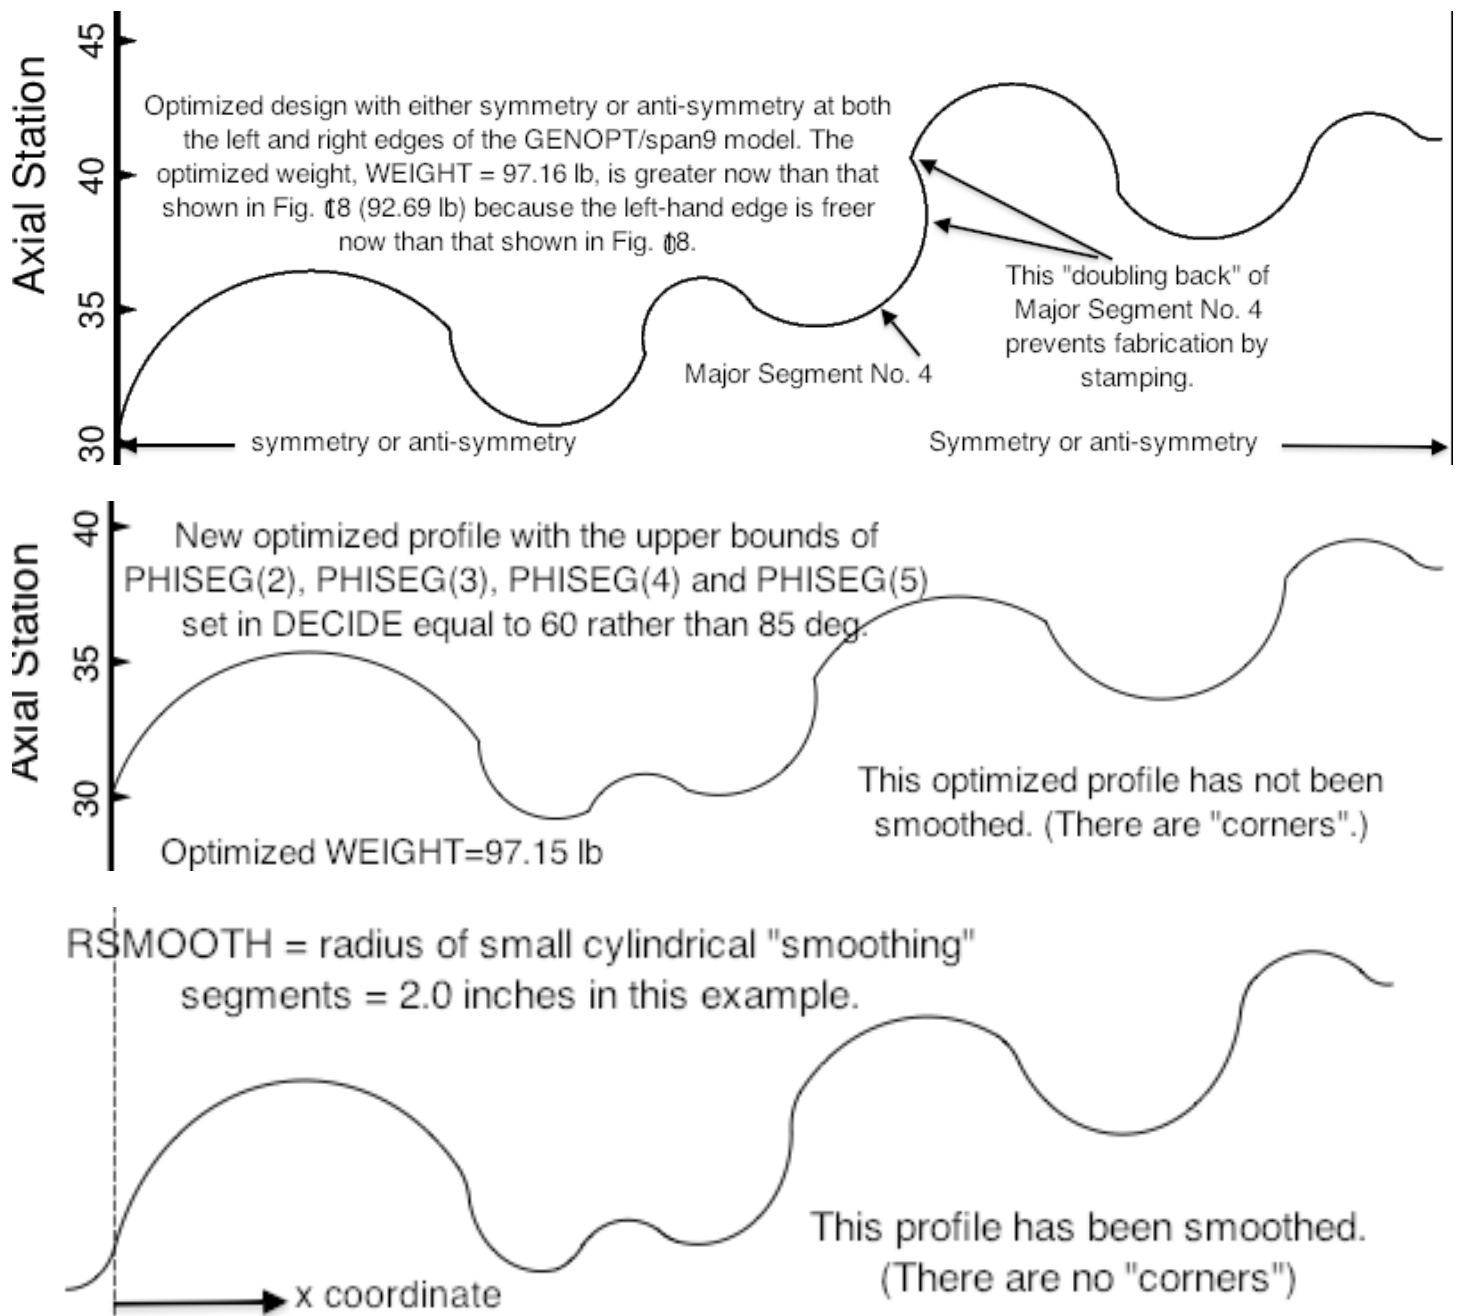 45
40
35
30
Axial Station
Optimized design with either symmetry or anti-symmetry at both
the left and right edges of the GENOPT/span9 model. The
optimized weight, WEIGHT = 97.16 lb, is greater now than that
shown in Fig. 8 (92.69 lb) because the left-hand edge is freer
now than that shown in Fig. 8.
This "doubling back" of
Major Segment No. 4
prevents fabrication by
stamping.
Major Segment No. 4
symmetry or anti-symmetry
Symmetry or anti-symmetry
40
35
30
Axial Station
New optimized profile with the upper bounds of
PHISEG(2), PHISEG(3), PHISEG(4) and PHISEG(5)
set in DECIDE equal to 60 rather than 85 deg.
This optimized profile has not been
smoothed. (There are "corners".)
Optimized WEIGHT=97.15 lb
RSMOOTH = radius of small cylindrical "smoothing"
segments = 2.0 inches in this example.
This profile has been smoothed.
(There are no "corners")
x coordinate